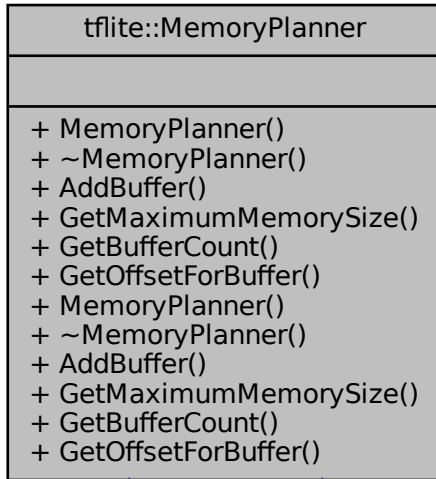 tflite::MemoryPlanner
+ MemoryPlanner()
+ ~MemoryPlanner()
+ AddBuffer()
+ GetMaximumMemorySize()
+ GetBufferCount()
+ GetOffsetForBuffer()
+ MemoryPlanner()
+ ~MemoryPlanner()
+ AddBuffer()
+ GetMaximumMemorySize()
+ GetBufferCount()
+ GetOffsetForBuffer()